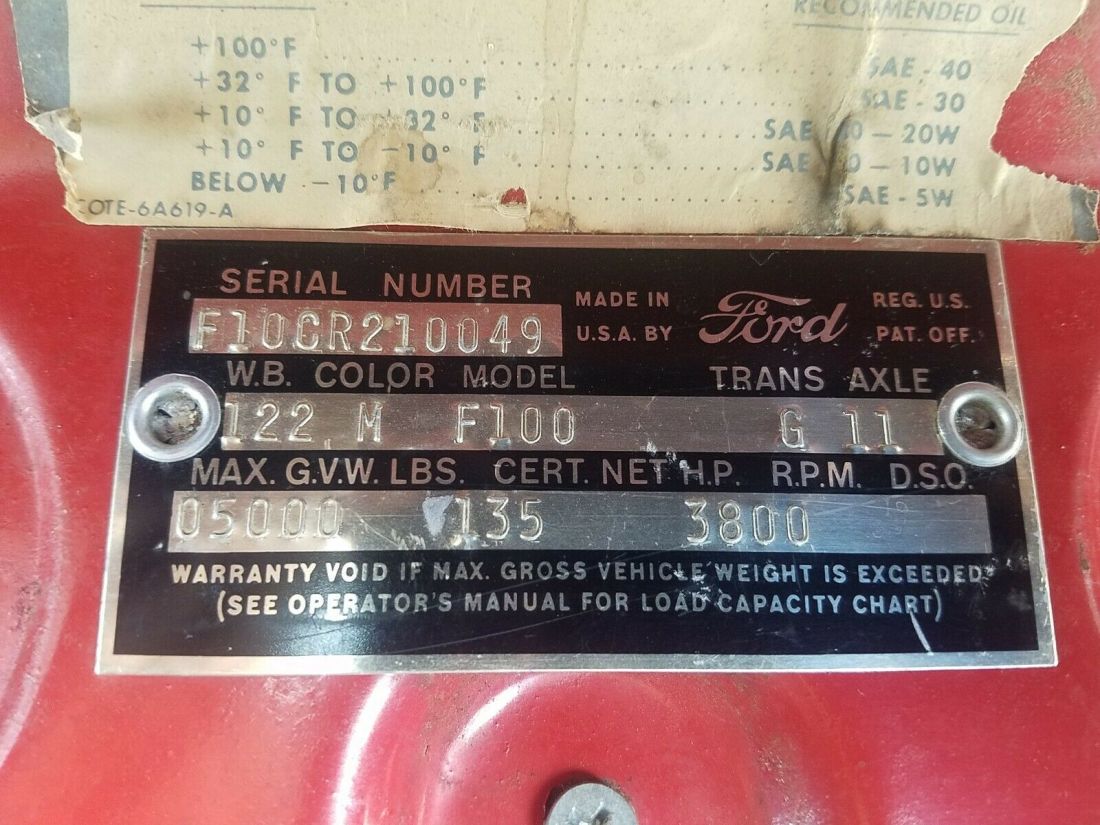 RECOMMENDED OIL
+100°F SAE - 40
+32° F TO +100°F SAE - 30
+10° F TO +32° F SAE 20W
+10° F TO -10° F SAE 10W
BELOW -10°F SAE - 5W
COTE-6A619-A
SERIAL NUMBER
MADE IN U.S.A. BY Ford REG. U.S. PAT. OFF.
F10CR210049
W.B. COLOR MODEL TRANS AXLE
122 M F100 G 11
MAX. G.V.W. LBS. CERT. NET H.P. R.P.M. D.S.O.
05000 135 3800
WARRANTY VOID IF MAX. GROSS VEHICLE WEIGHT IS EXCEEDED
(SEE OPERATOR'S MANUAL FOR LOAD CAPACITY CHART)